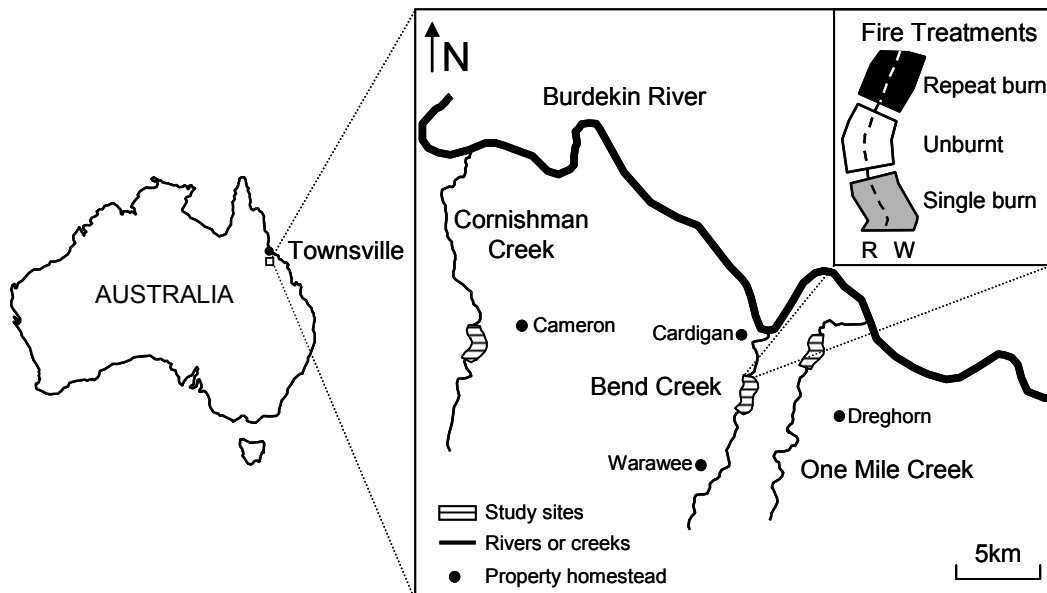 AUSTRALIA
Townsville
N
Burdekin River
Cornishman
Creek
Cameron
Cardigan
Bend Creek
Dreghorn
Warawee
One Mile Creek
Study sites
Rivers or creeks
Property homestead
5km
Fire Treatments
Repeat burn
Unburnt
Single burn
R W